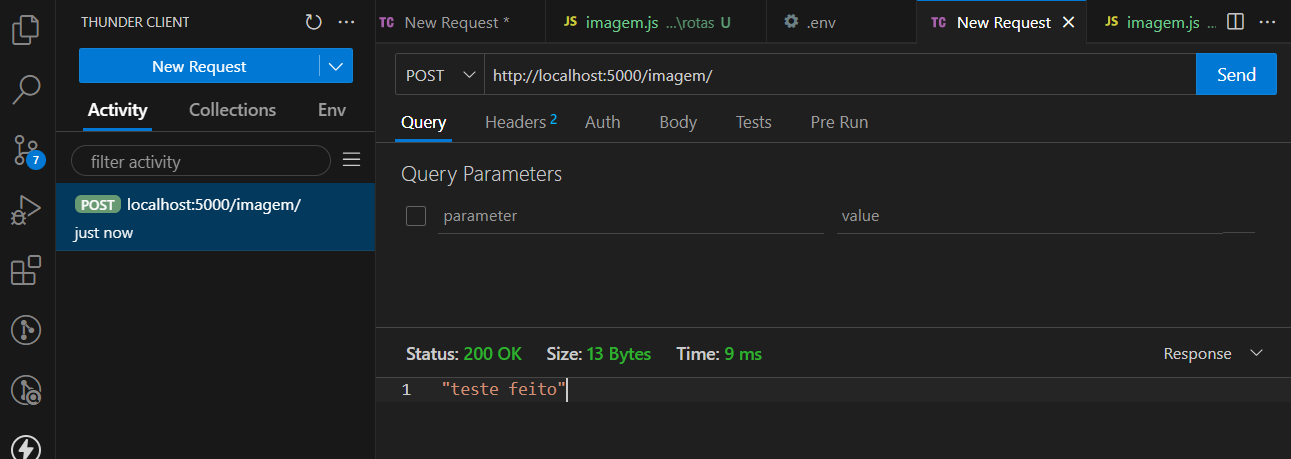 THUNDER CLIENT
New Request
Activity Collections Env
filter activity
POST localhost:5000/imagem/
just now
7
TC New Request *
JS imagem.js ...\rotas U
.env
TC New Request
JS imagem.js ...
POST http://localhost:5000/imagem/ Send
Query Headers 2 Auth Body Tests Pre Run
Query Parameters
parameter value
Status: 200 OK Size: 13 Bytes Time: 9 ms Response
1 "teste feito"